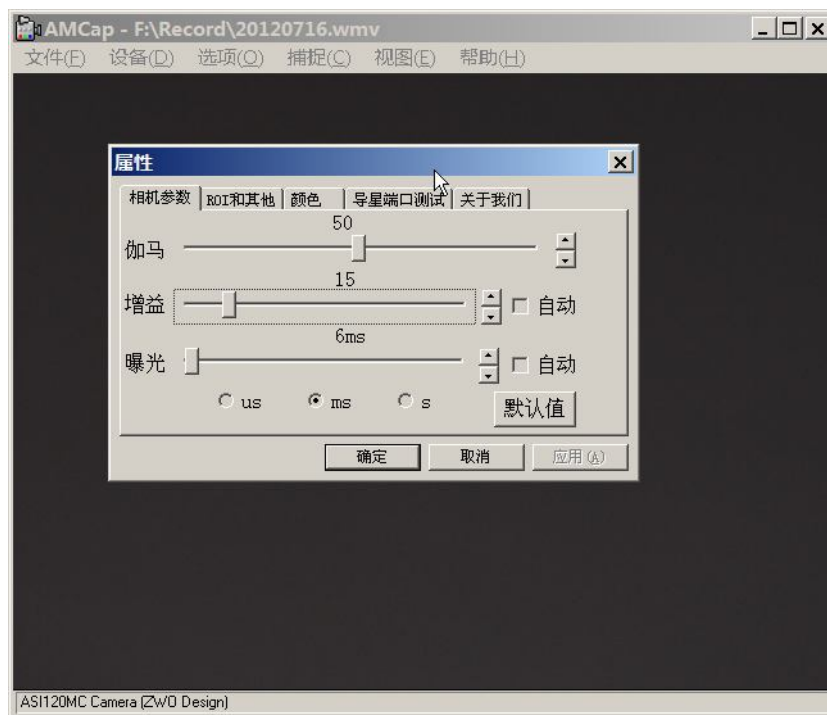 AMCap - F:\Record\20120716.wmv
文件(F) 设备(D) 选项(O) 捕捉(C) 视图(E) 帮助(H)
属性
相机参数 ROI和其他 颜色 导星端口测试 关于我们
50
伽马
15
增益 自动
6ms
曝光 自动
us ms s 默认值
确定 取消 应用(A)
ASI120MC Camera (ZWO Design)